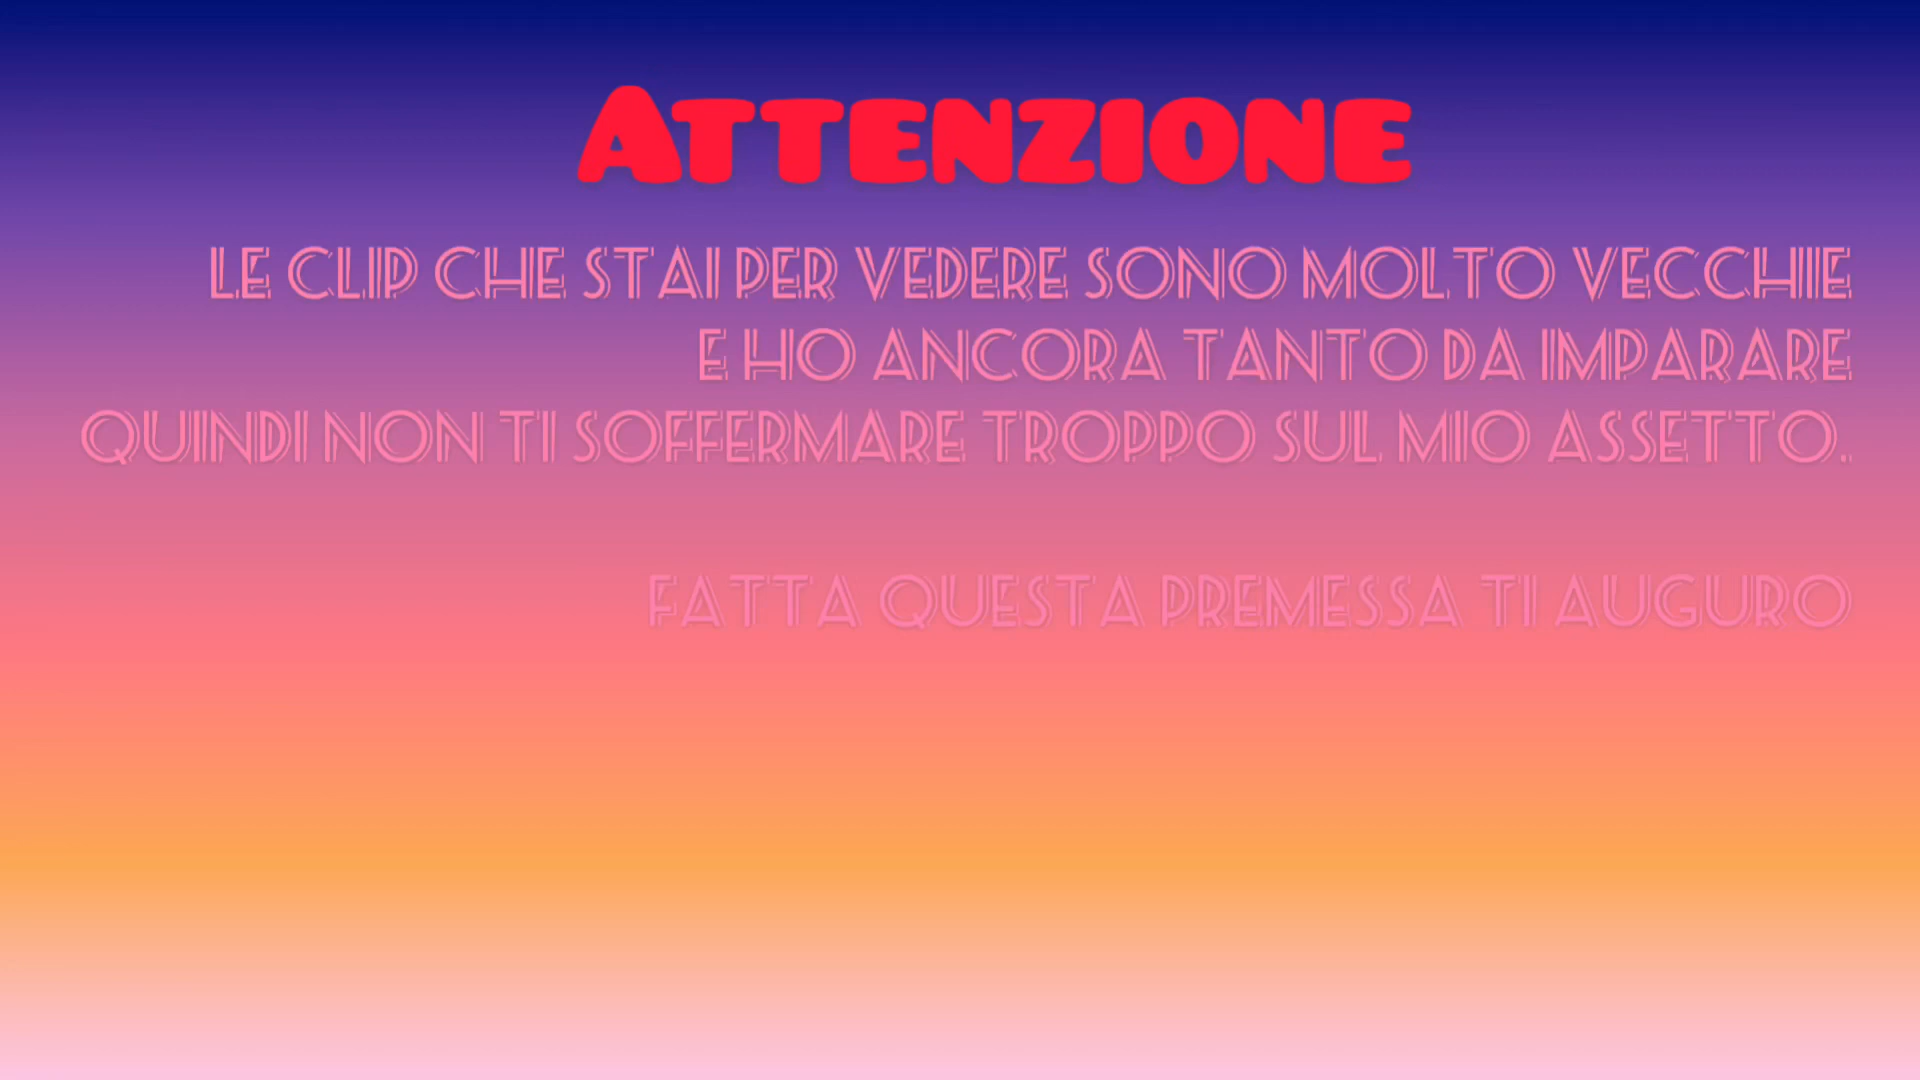 ATTENZIONE
LE CLIP CHE STAI PER VEDERE SONO MOLTO VECCHIE
E HO ANCORA TANTO DA IMPARARE
QUINDI NON TI SOFFERMARE TROPPO SUL MIO ASSETTO.
FATTA QUESTA PREMESSA TI AUGURO